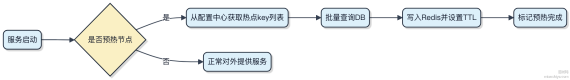 服务启动
是否预热节点
是
从配置中心获取热点key列表
批量查询DB
写入Redis并设置TTL
标记预热完成
否
正常对外提供服务